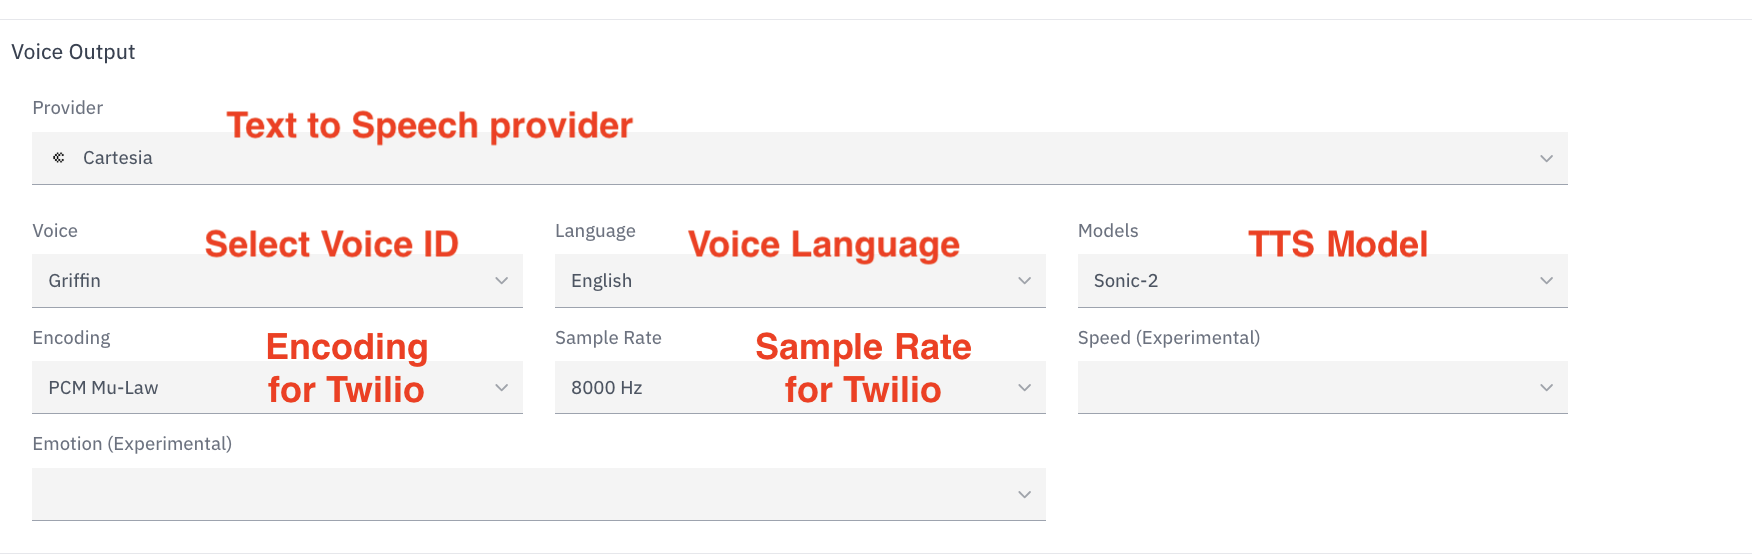 Voice Output
Provider
Text to Speech provider
Cartesia
Voice
Select Voice ID
Language
Voice Language
Models
TTS Model
Griffin
English
Sonic-2
Encoding
Encoding
for Twilio
Sample Rate
Sample Rate
for Twilio
Speed (Experimental)
PCM Mu-Law
8000 Hz
Emotion (Experimental)